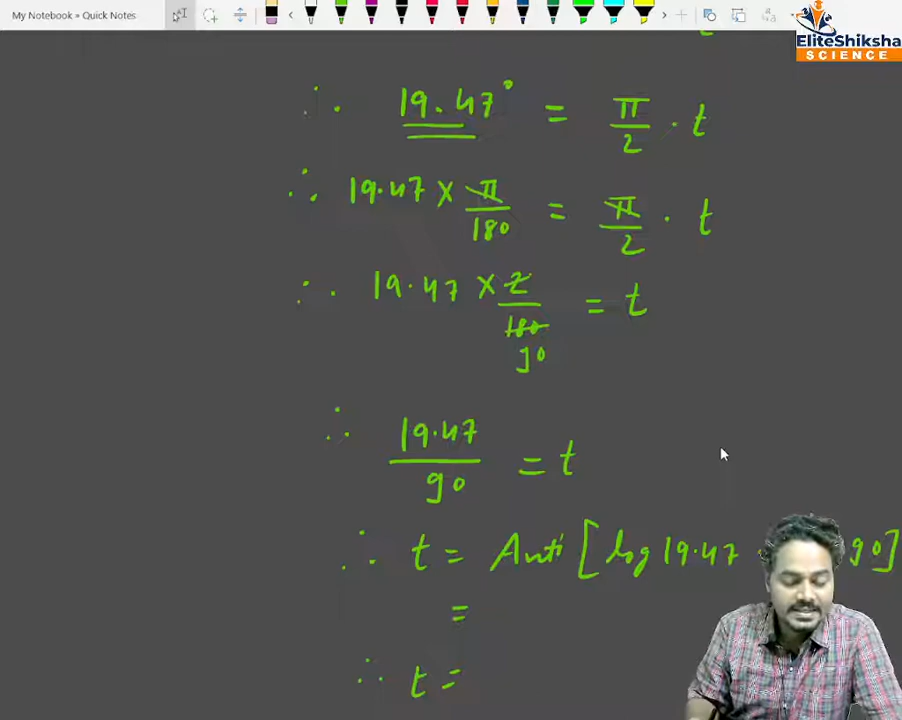 My Notebook » Quick Notes
EliteShiksha
SCIENCE
t
∴ 19.47° = π/2 · t
∴ 19.47 × π/180 = π/2 · t
∴ 19.47 × 2/180 = t
90
∴ 19.47/90 = t
∴ t = Anti [log 19.47 90]
=
∴ t =